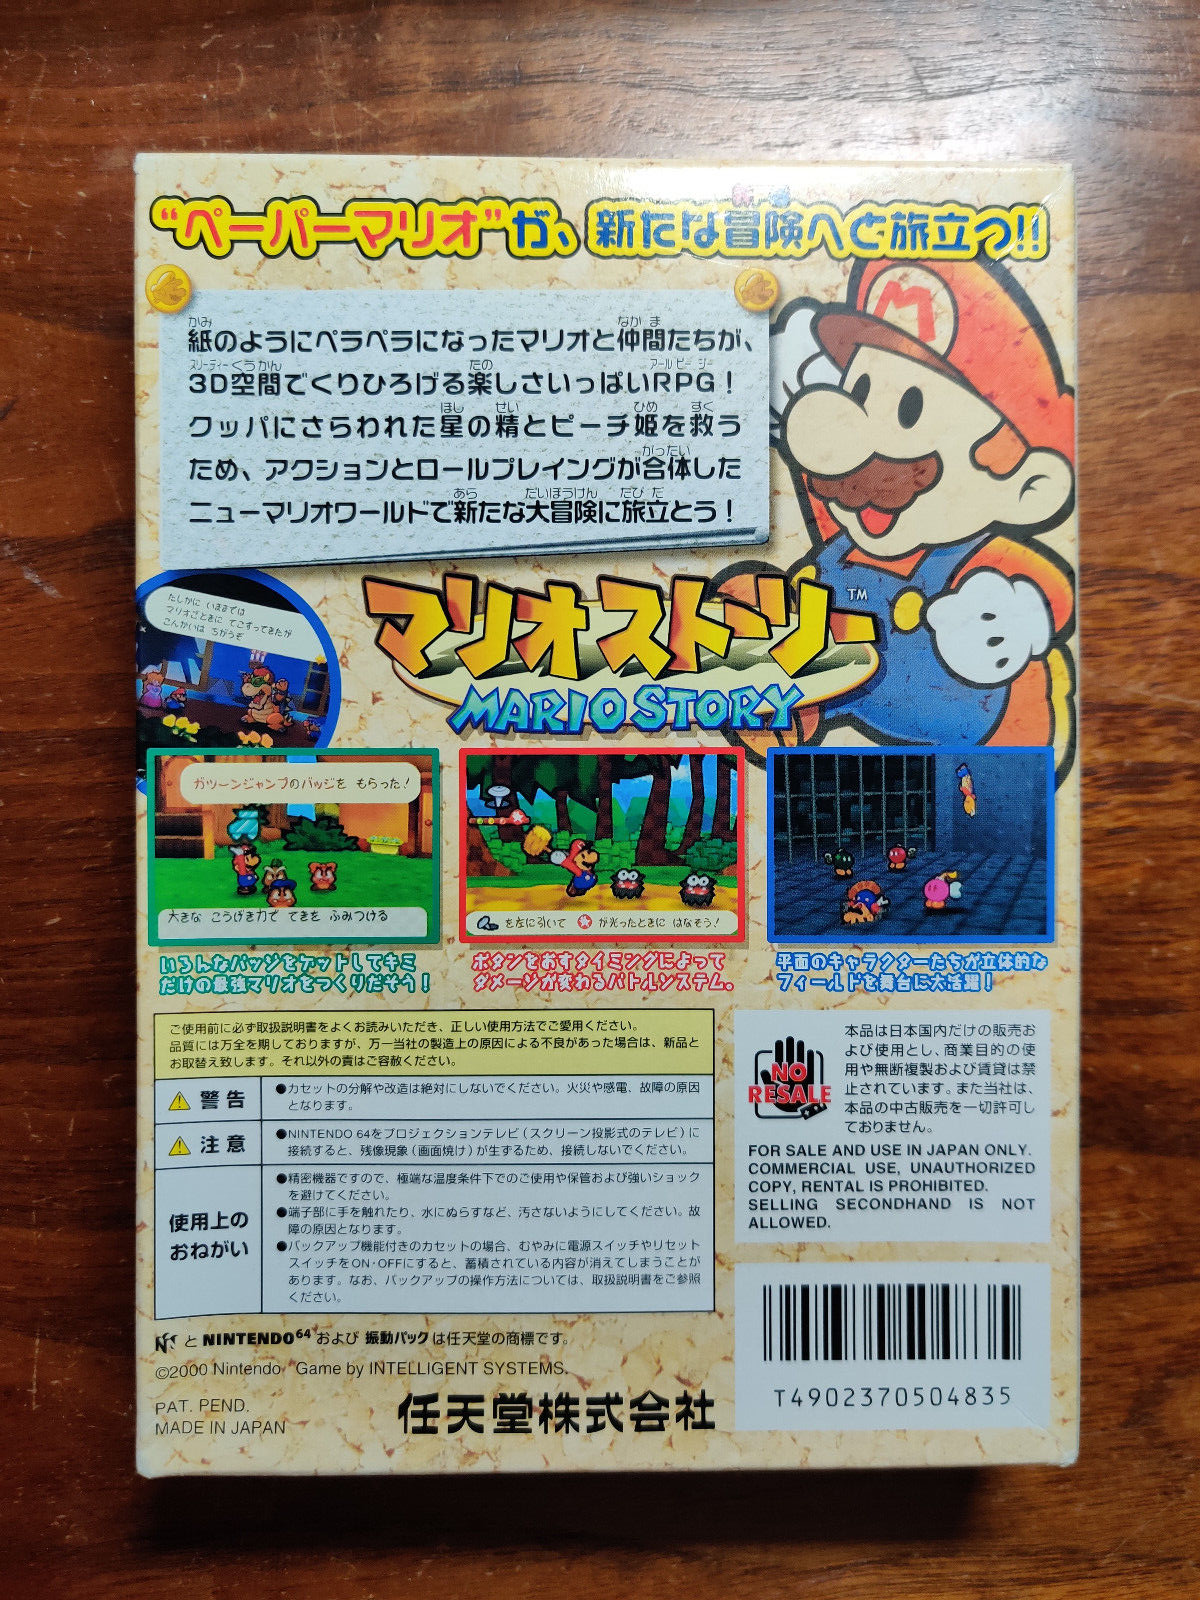 “ペーパーマリオ”が、新たな冒険へと旅立つ!!
紙のようにペラペラになったマリオと仲間たちが、
3D空間でくりひろげる楽しさいっぱいRPG！
クッパにさらわれた星の精とピーチ姫を救う
ため、アクションとロールプレイングが合体した
ニューマリオワールドで新たな大冒険に旅立とう！
たしかに いままでは
マリオごときに てこずってきたが
こんかいは ちがうぞ
マリオストーリー™
MARIO STORY
ガツーンジャンプのバッジを もらった！
大きな こうげき力で てきを ふみつける
いろんなバッジをゲットしてキミ
だけの最強マリオをつくりだそう！
を左に引いて が光ったときに はなそう！
ボタンをおすタイミングによって
ダメージが変わるバトルシステム。
平面のキャラクターたちが立体的な
フィールドを舞台に大活躍！
ご使用前に必ず取扱説明書をよくお読みいただき、正しい使用方法でご愛用ください。
品質には万全を期しておりますが、万一当社の製造上の原因による不良があった場合は、新品と
お取替え致します。それ以外の責はご容赦ください。
警告
●カセットの分解や改造は絶対にしないでください。火災や感電、故障の原因
となります。
注意
●NINTENDO 64をプロジェクションテレビ（スクリーン投影式のテレビ）に
接続すると、残像現象（画面焼け）が生ずるため、接続しないでください。
使用上の
おねがい
●精密機器ですので、極端な温度条件下でのご使用や保管および強いショック
を避けてください。
●端子部に手を触れたり、水にぬらすなど、汚さないようにしてください。故
障の原因となります。
●バックアップ機能付きのカセットの場合、むやみに電源スイッチやリセット
スイッチをON・OFFにすると、蓄積されている内容が消えてしまうことが
あります。なお、バックアップの操作方法については、取扱説明書をご参照
ください。
NO
RESALE
本品は日本国内だけの販売お
よび使用とし、商業目的の使
用や無断複製および賃貸は禁
止されています。また当社は、
本品の中古販売を一切許可し
ておりません。
FOR SALE AND USE IN JAPAN ONLY.
COMMERCIAL USE, UNAUTHORIZED
COPY, RENTAL IS PROHIBITED.
SELLING SECONDHAND IS NOT
ALLOWED.
と NINTENDO⁶⁴ および 振動パックは任天堂の商標です。
©2000 Nintendo Game by INTELLIGENT SYSTEMS.
PAT. PEND.
MADE IN JAPAN
任天堂株式会社
T4902370504835